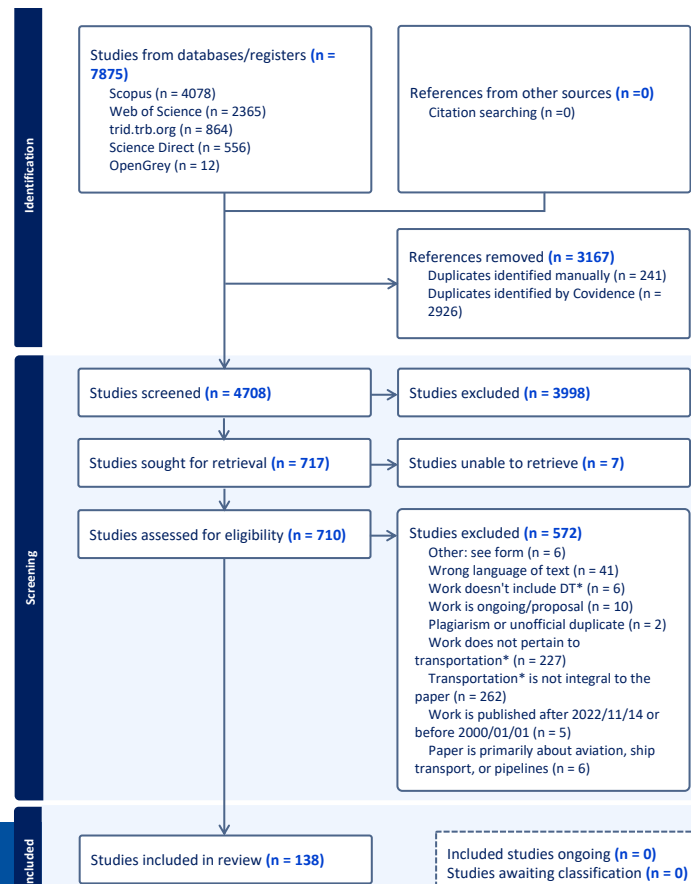 Identification
Studies from databases/registers (n =
7875)
Scopus (n = 4078)
Web of Science (n = 2365)
trid.trb.org (n = 864)
Science Direct (n = 556)
OpenGrey (n = 12)
References from other sources (n =0)
Citation searching (n =0)
References removed (n = 3167)
Duplicates identified manually (n = 241)
Duplicates identified by Covidence (n =
2926)
Screening
Studies screened (n = 4708)
Studies excluded (n = 3998)
Studies sought for retrieval (n = 717)
Studies unable to retrieve (n = 7)
Studies assessed for eligibility (n = 710)
Studies excluded (n = 572)
Other: see form (n = 6)
Wrong language of text (n = 41)
Work doesn't include DT* (n = 6)
Work is ongoing/proposal (n = 10)
Plagiarism or unofficial duplicate (n = 2)
Work does not pertain to
transportation* (n = 227)
Transportation* is not integral to the
paper (n = 262)
Work is published after 2022/11/14 or
before 2000/01/01 (n = 5)
Paper is primarily about aviation, ship
transport, or pipelines (n = 6)
ncluded
Studies included in review (n = 138)
Included studies ongoing (n = 0)
Studies awaiting classification (n = 0)